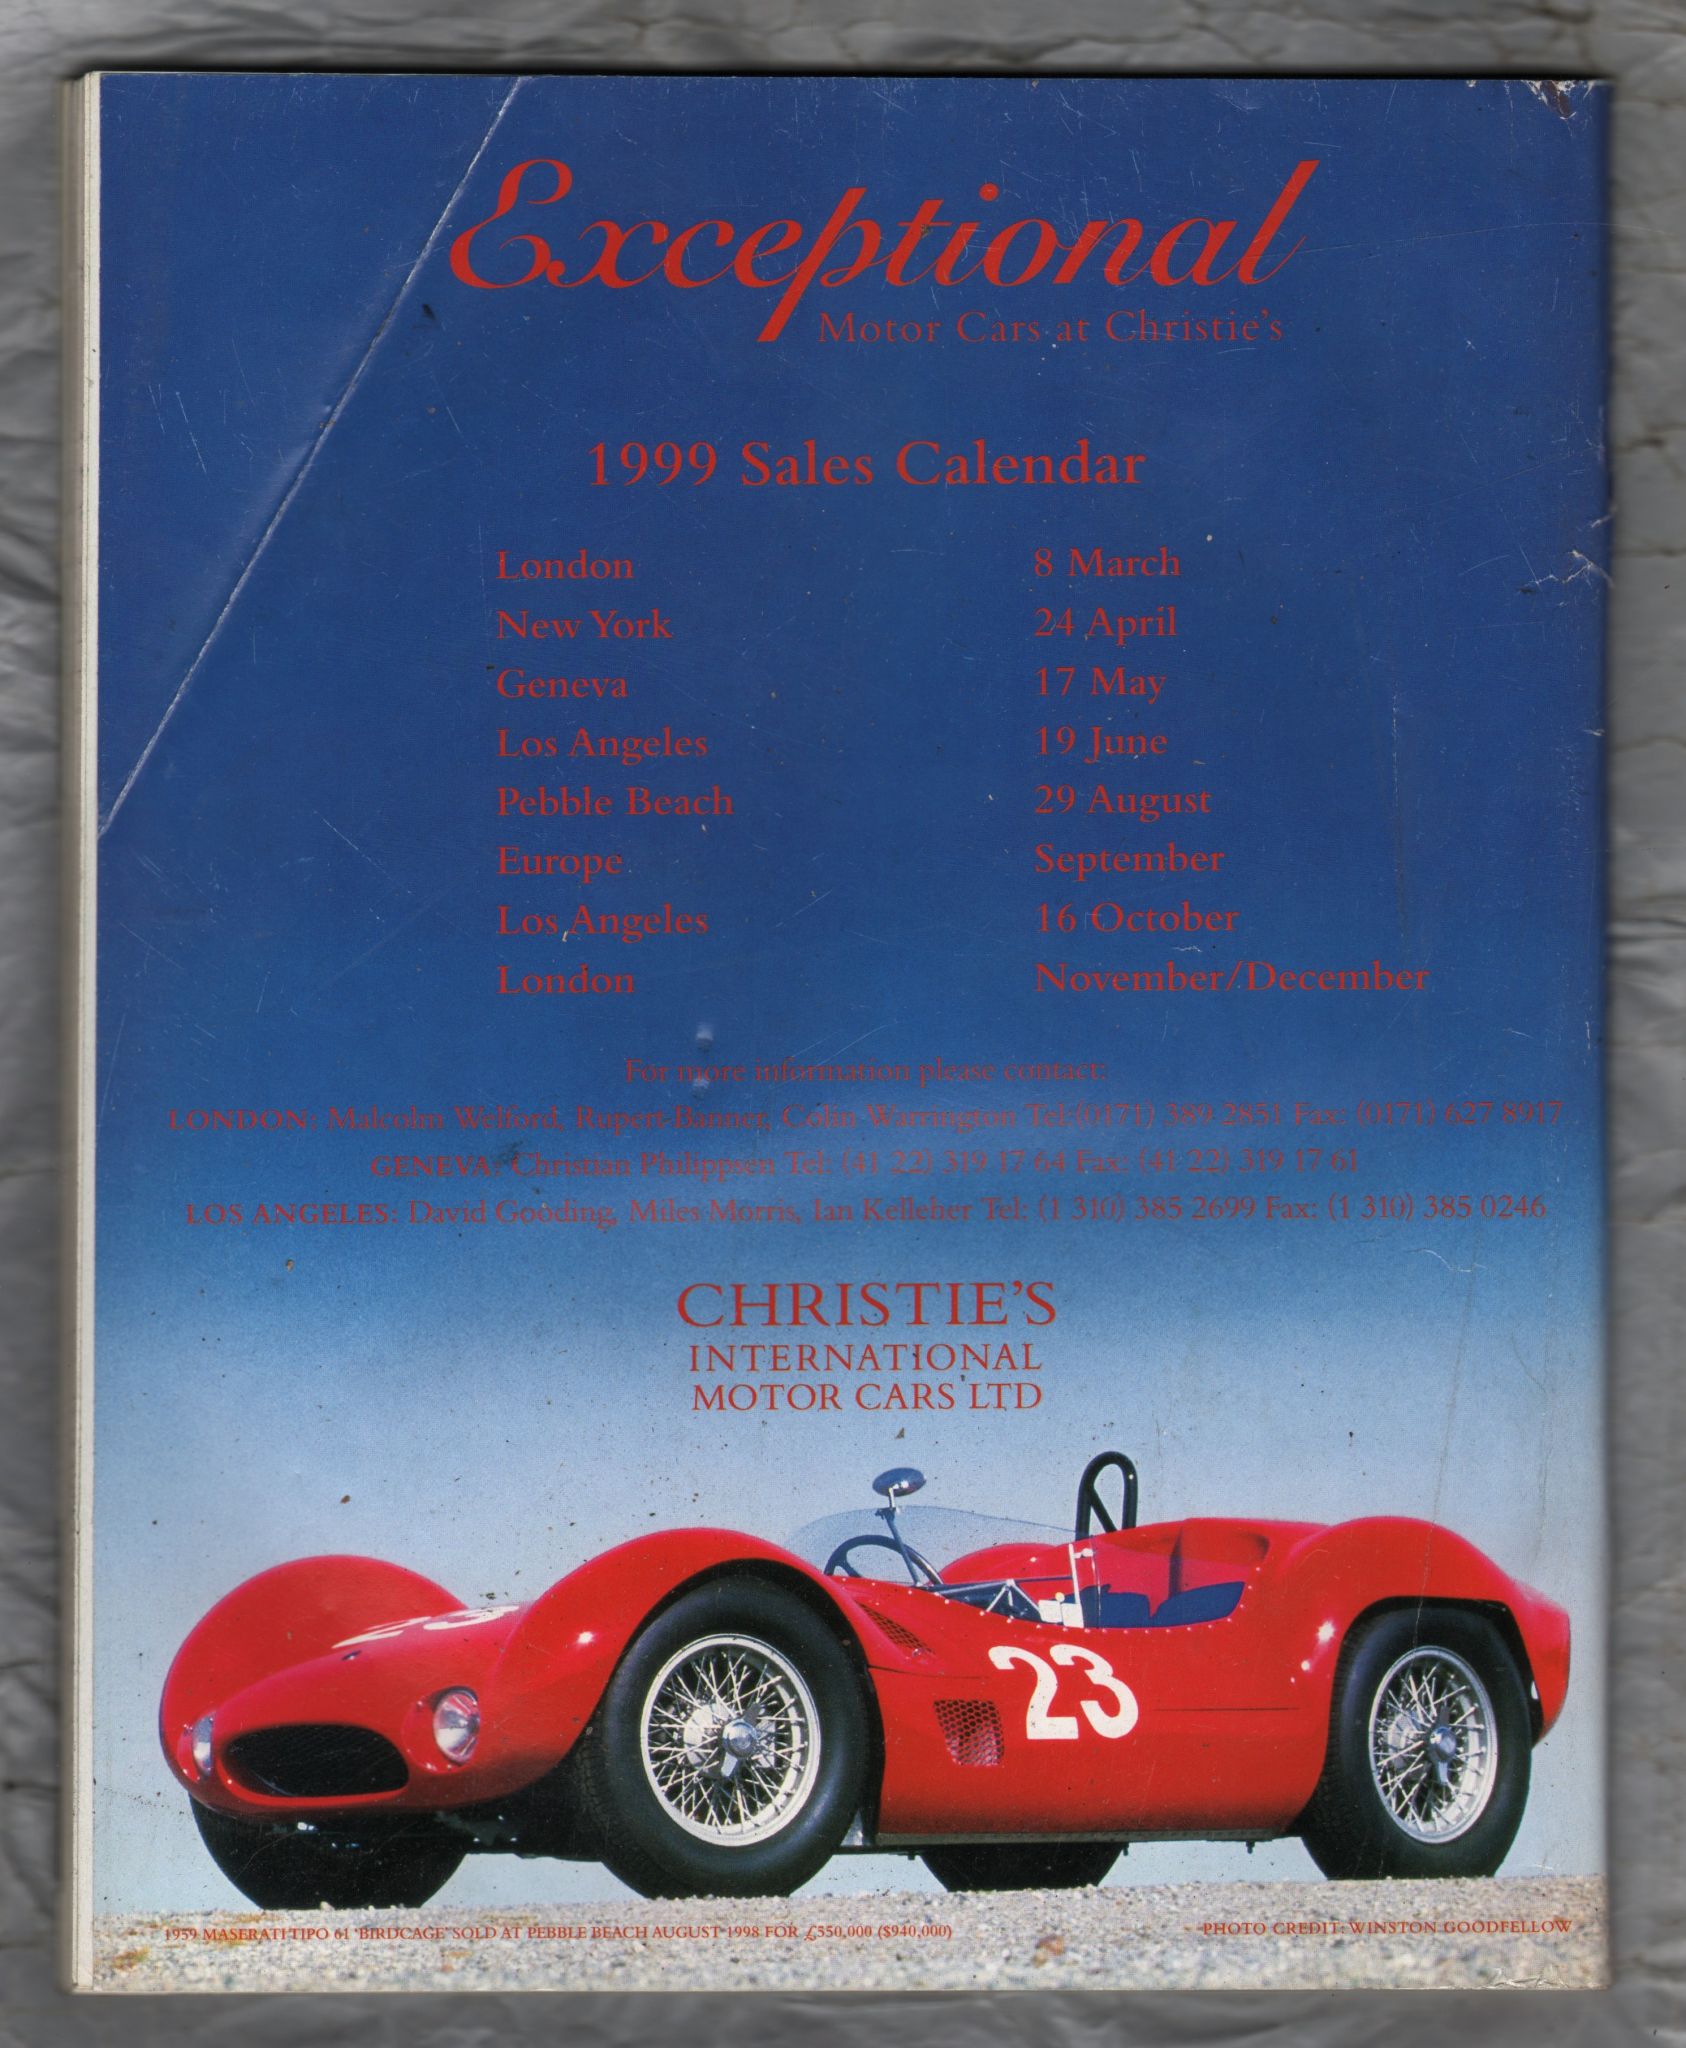 Exceptional
Motor Cars at Christie's
1999 Sales Calendar
London 8 March
New York 24 April
Geneva 17 May
Los Angeles 19 June
Pebble Beach 29 August
Europe September
Los Angeles 16 October
London November/December
For more information please contact:
LONDON: Malcolm Welford, Rupert Banner, Colin Warrington Tel:(0171) 389 2851 Fax: (0171) 627 8917
GENEVA: Christian Philippsen Tel: (41 22) 319 17 64 Fax: (41 22) 319 17 61
LOS ANGELES: David Gooding, Miles Morris, Ian Kelleher Tel: (1 310) 385 2699 Fax: (1 310) 385 0246
CHRISTIE'S
INTERNATIONAL
MOTOR CARS LTD
23
23
1959 MASERATI TIPO 61 'BIRDCAGE' SOLD AT PEBBLE BEACH AUGUST 1998 FOR £550,000 ($940,000) PHOTO CREDIT: WINSTON GOODFELLOW